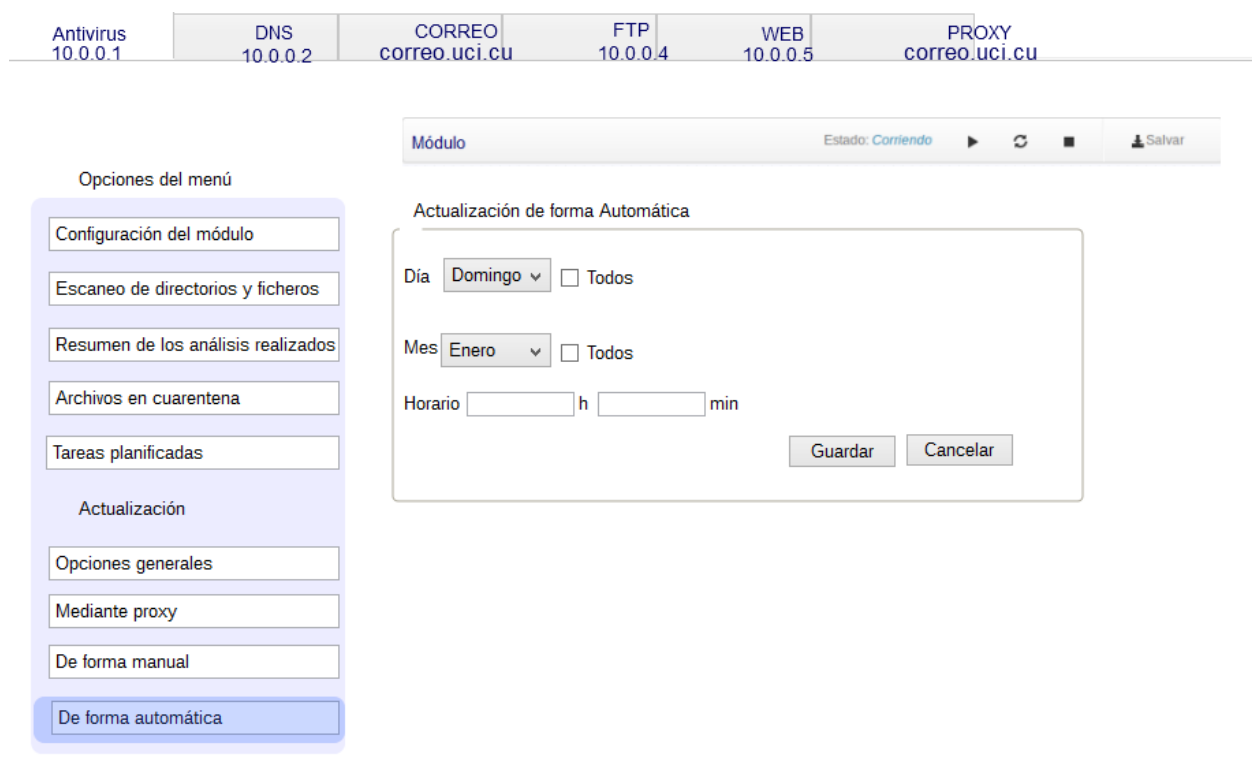 Antivirus DNS CORREO FTP WEB PROXY
10.0.0.1 10.0.0.2 correo.uci.cu 10.0.0.4 10.0.0.5 correo.uci.cu
Módulo Estado: Corriendo Salvar
Opciones del menú
Configuración del módulo
Escaneo de directorios y ficheros
Resumen de los análisis realizados
Archivos en cuarentena
Tareas planificadas
Actualización
Opciones generales
Mediante proxy
De forma manual
De forma automática
Actualización de forma Automática
Día Domingo Todos
Mes Enero Todos
Horario h min
Guardar Cancelar